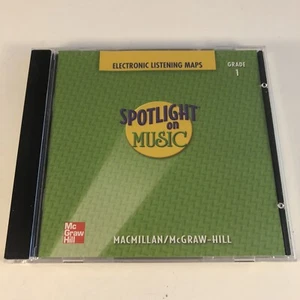 ELECTRONIC LISTENING MAPS
GRADE
1
SPOTLIGHT
on
MUSIC
Mc
Graw
Hill
MACMILLAN/McGRAW-HILL